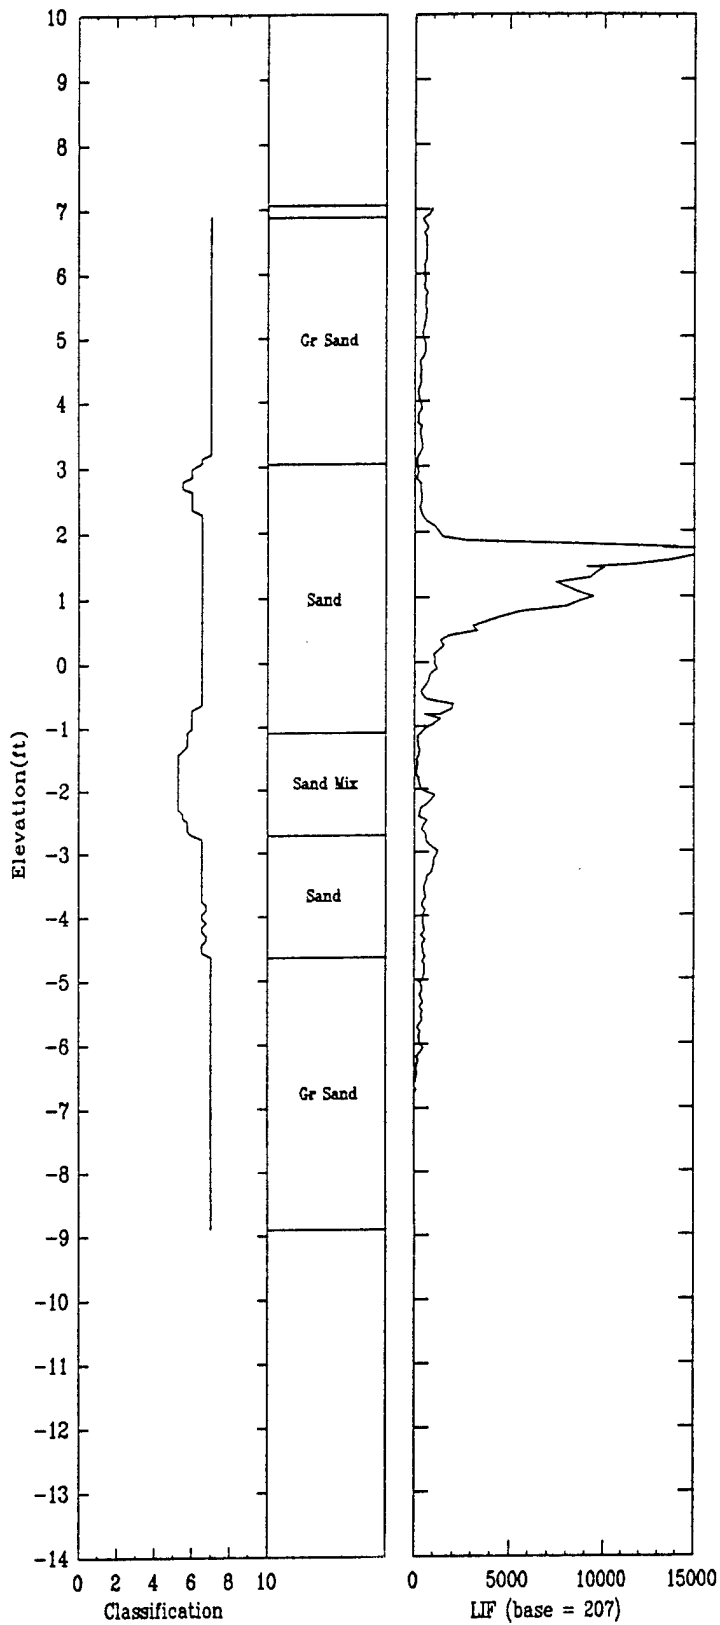 10
9
8
7
6
5
4
3
2
1
0
-1
-2
-3
-4
-5
-6
-7
-8
-9
-10
-11
-12
-13
-14
Elevation(ft)
Gr Sand
Sand
Sand Mix
Sand
Gr Sand
0 2 4 6 8 10
Classification
0 5000 10000 15000
LIF (base = 207)